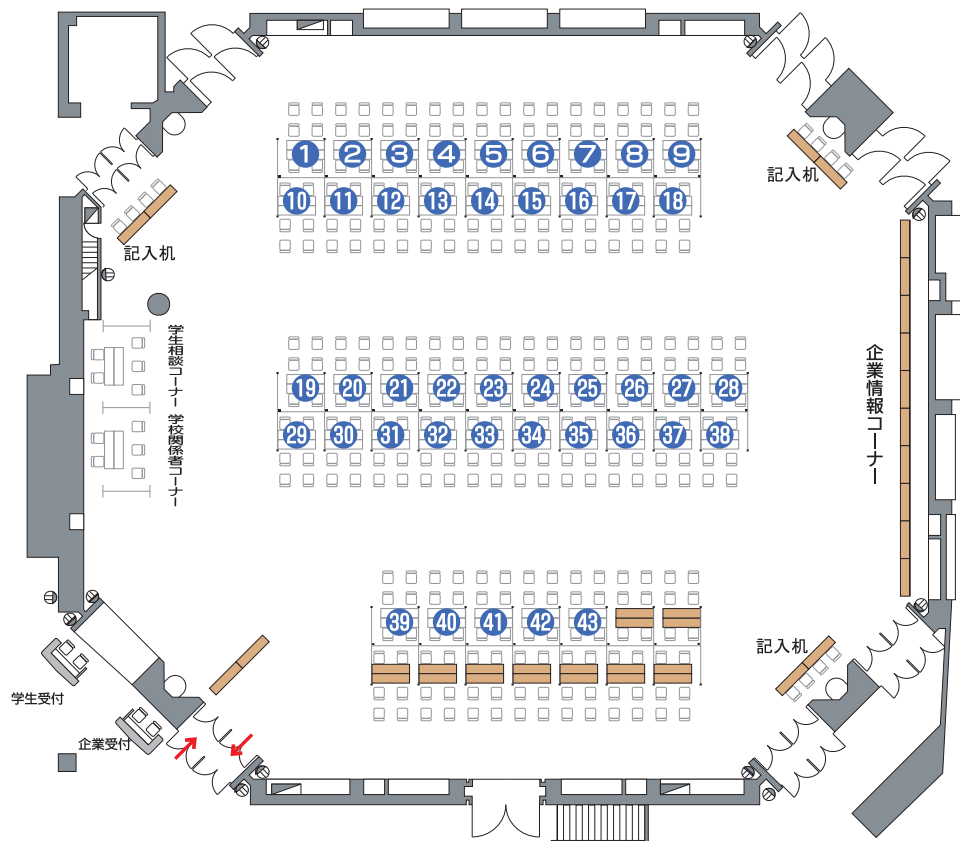 1 2 3 4 5 6 7 8 9
記入机
10 11 12 13 14 15 16 17 18
記入机
学生相談コーナー
企業情報コーナー
19 20 21 22 23 24 25 26 27 28
学校関係者コーナー
29 30 31 32 33 34 35 36 37 38
39 40 41 42 43
記入机
学生受付
企業受付